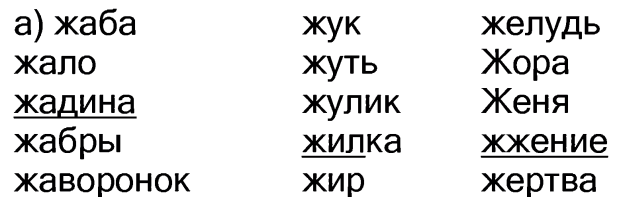 а) жаба жук желудь
жало жуть Жора
жадина жулик Женя
жабры жилка жжение
жаворонок жир жертва